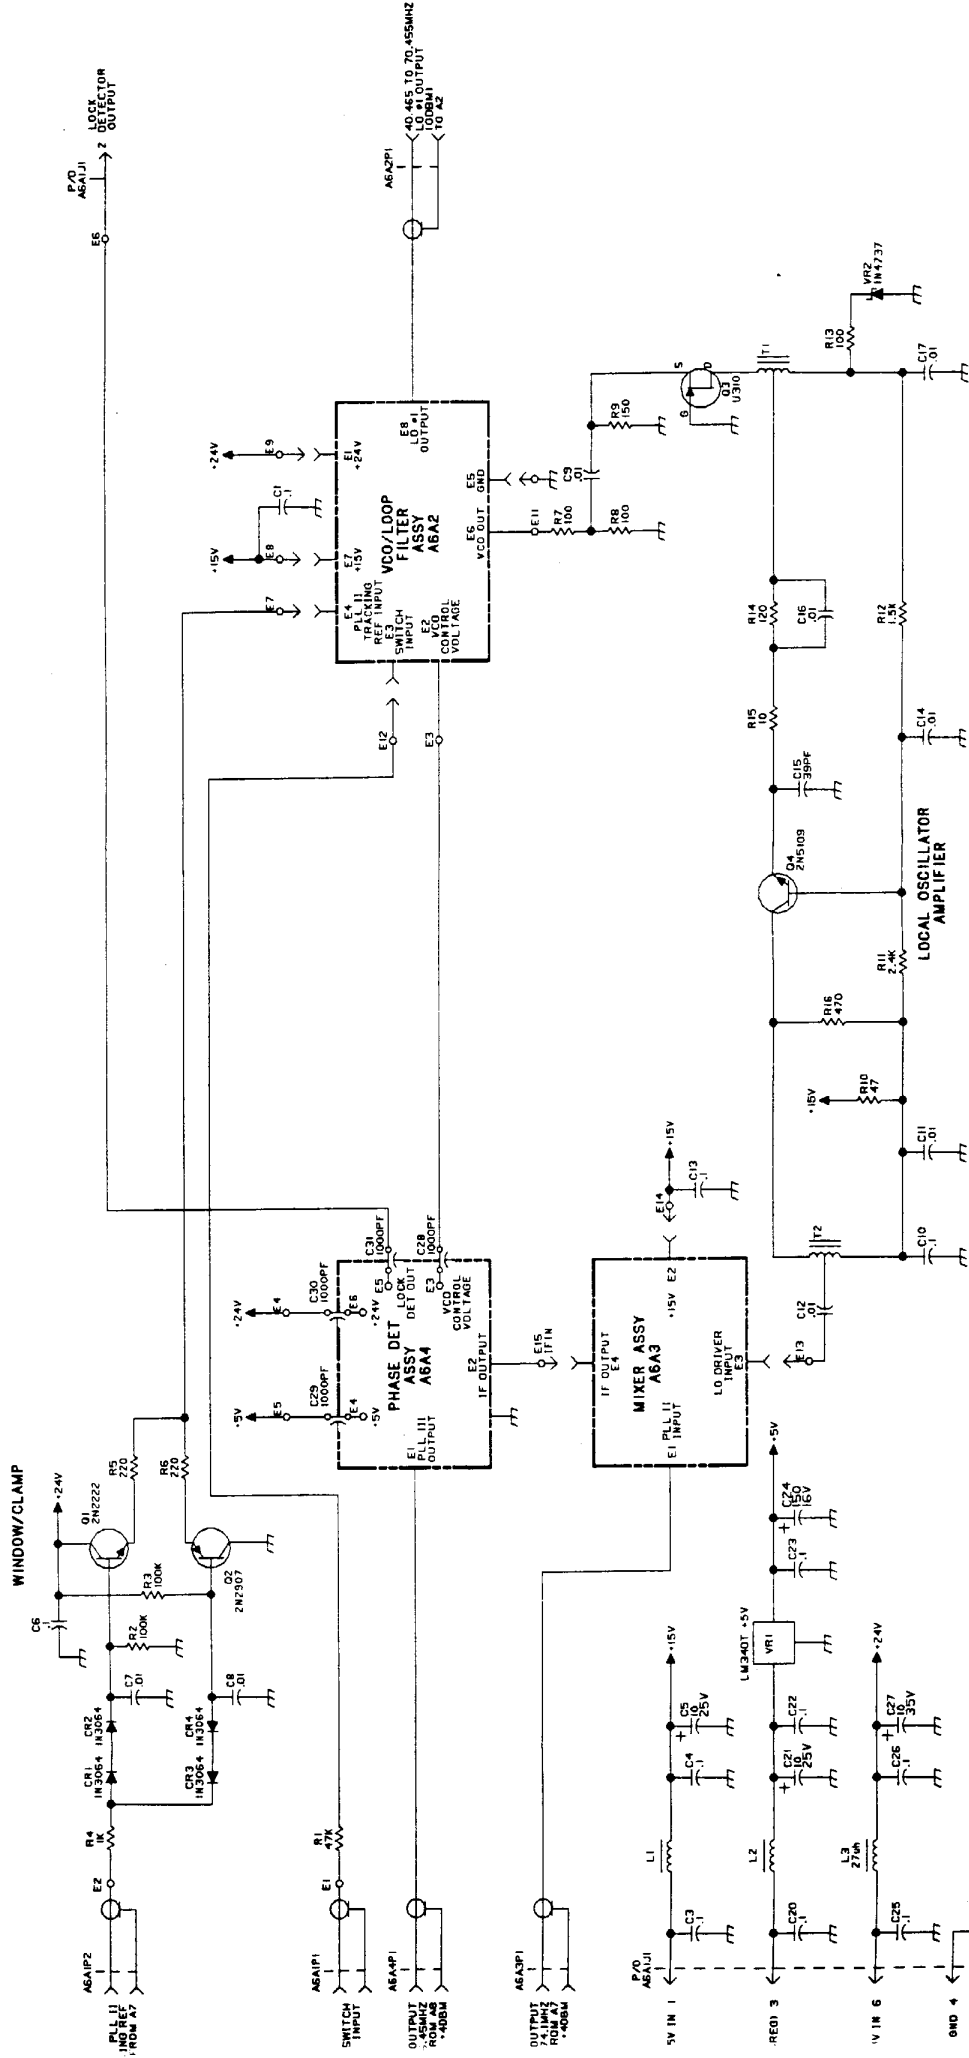 P/O
A6A1J1
2
LOCK
DETECTOR
OUTPUT
E6
40.465 TO 70.455MHZ
LO #1 OUTPUT
(10DBM)
TO A2
A6A2P1
+24V
E9
+15V
E8
C1
.1
E7
E1
+24V
E7
+15V
E4
PLL II
TRACKING
REF INPUT
E3
SWITCH
INPUT
E2
VCO
CONTROL
VOLTAGE
VCO/LOOP
FILTER
ASSY
A6A2
E8
LO #1
OUTPUT
E5
GND
E6
VCO OUT
E12
E3
E11
R7
100
R8
100
C9
.01
R9
150
S
D
G
Q3
U310
T1
R13
100
VR2
1N4737
C17
.01
R14
120
C16
.01
R12
1.5K
R15
10
C15
39PF
C14
.01
Q4
2N5109
LOCAL OSCILLATOR
AMPLIFIER
R11
2.4K
R16
470
+15V
R10
47
C11
.01
C10
.1
T2
C12
.01
E13
WINDOW/CLAMP
+24V
C6
.1
Q1
2N2222
R5
220
R6
220
Q2
2N2907
R3
100K
R2
100K
C7
.01
C8
.01
CR2
1N3064
CR4
1N3064
CR1
1N3064
CR3
1N3064
R4
1K
E2
A6A1P2
PLL II
ING REF
FROM A7
E1
R1
47K
A6A1P1
SWITCH
INPUT
A6A4P1
OUTPUT
.45MHZ
ROM A8
+4DBM
A6A3P1
OUTPUT
74.1MHZ
ROM A7
+4DBM
+5V
E5
C29
1000PF
E4
+5V
+24V
E4
C30
1000PF
E6
+24V
C31
1000PF
E5
LOCK
DET OUT
C28
1000PF
E3
VCO
CONTROL
VOLTAGE
PHASE DET
ASSY
A6A4
E1
PLL III
OUTPUT
E2
IF OUTPUT
E15
IFIN
IF OUTPUT
E4
MIXER ASSY
A6A3
E1 PLL II
INPUT
+15V E2
LO DRIVER
INPUT
E3
E14
+15V
C13
.1
P/O
A6A1J1
5V IN 1
C3
.1
L1
C4
.1
C5
10
25V
+
+15V
REQ1 3
C20
.1
L2
C21
10
25V
+
C22
.1
LM340T +5V
VR1
C23
.1
C24
150
16V
+
+5V
V IN 6
C25
.1
L3
27uh
C26
.1
C27
10
35V
+
+24V
GND 4